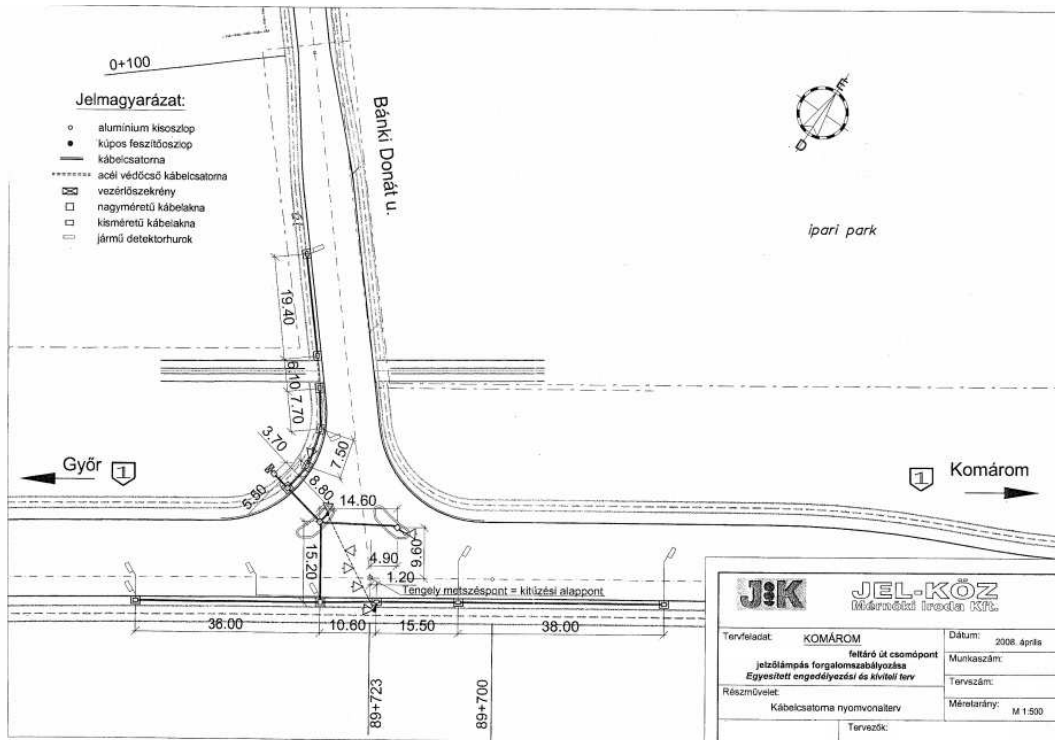 0+100
Jelmagyarázat:
alumínium kisoszlop
kúpos feszítőoszlop
kábelcsatorna
acél védőcső kábelcsatorna
vezérlőszekrény
nagyméretű kábelakna
kisméretű kábelakna
jármű detektorhurok
Bánki Donát u.
É
D
ipari park
19.40
6.10
7.70
3.70
7.50
Győr
1
5.50
8.80
14.60
1
Komárom
15.20
4.90
9.60
1.20
Tengely metszéspont = kitűzési alappont
36.00
10.60
15.50
38.00
89+723
89+700
JK
JEL-KÖZ
Mérnöki Iroda Kft.
Tervfeladat:
KOMÁROM
feltáró út csomópont
jelzőlámpás forgalomszabályozása
Egyesített engedélyezési és kiviteli terv
Dátum: 2008. április
Munkaszám:
Tervszám:
Részművelet:
Kábelcsatorna nyomvonalterv
Méretarány: M 1:500
Tervezők: